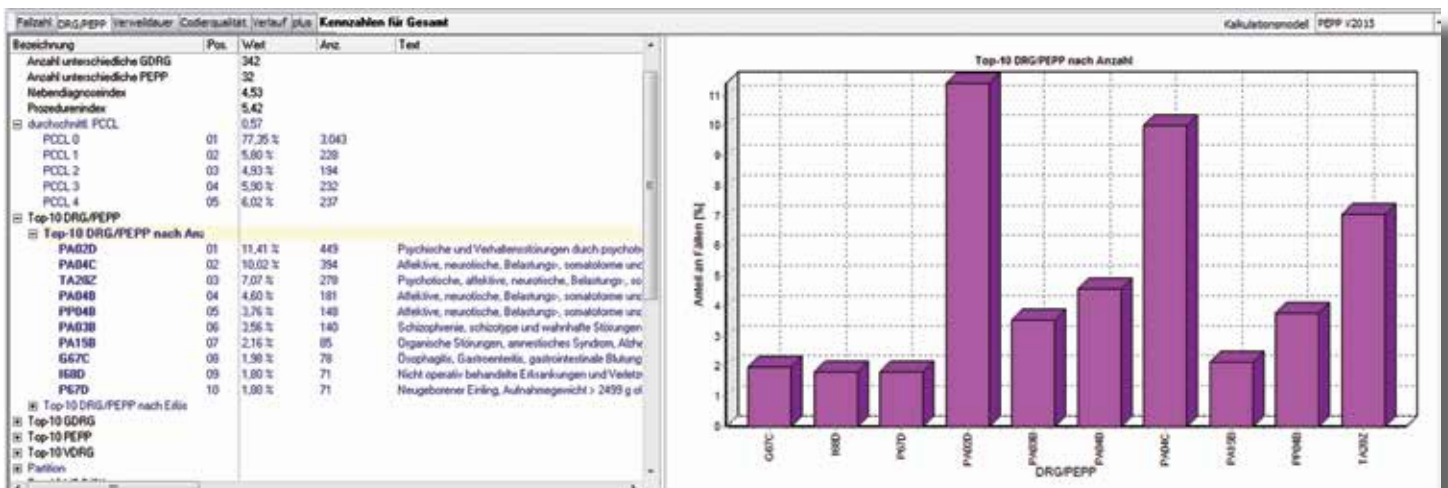 Fallzahl DRG/PEPP Verweildauer Codierqualität Verlauf plus Kennzahlen für Gesamt
Kalkulationsmodell PEPP V2015
Bezeichnung Pos. Wert Anz. Text
Anzahl unterschiedliche GDRG 342
Anzahl unterschiedliche PEPP 32
Nebendiagnoseindex 4,53
Prozedurenindex 5,42
durchschnittl. PCCL 0,57
PCCL 0 01 77,35 % 3.043
PCCL 1 02 5,80 % 228
PCCL 2 03 4,93 % 194
PCCL 3 04 5,90 % 232
PCCL 4 05 6,02 % 237
Top-10 DRG/PEPP
Top-10 DRG/PEPP nach Anz
PA02D 01 11,41 % 449 Psychische und Verhaltensstörungen durch psychot
PA04C 02 10,02 % 394 Affektive, neurotische, Belastungs-, somatoforme und
TA20Z 03 7,07 % 278 Psychotische, affektive, neurotische, Belastungs-, so
PA04B 04 4,60 % 181 Affektive, neurotische, Belastungs-, somatoforme und
PP04B 05 3,76 % 148 Affektive, neurotische, Belastungs-, somatoforme und
PA03B 06 3,56 % 140 Schizophrenie, schizotype und wahnhafte Störungen
PA15B 07 2,16 % 85 Organische Störungen, amnestisches Syndrom, Alzhe
G67C 08 1,98 % 78 Ösophagitis, Gastroenteritis, gastrointestinale Blutung
I68D 09 1,80 % 71 Nicht operativ behandelte Erkrankungen und Verletz
P67D 10 1,80 % 71 Neugeborener Einling, Aufnahmegewicht > 2499 g o
Top-10 DRG/PEPP nach Erlös
Top-10 GDRG
Top-10 PEPP
Top-10 VDRG
Partition
Top-10 DRG/PEPP nach Anzahl
Anteil an Fällen [%]
11
10
9
8
7
6
5
4
3
2
1
0
G67C I68D P67D PA02D PA03B PA04B PA04C PA15B PP04B TA20Z
DRG/PEPP